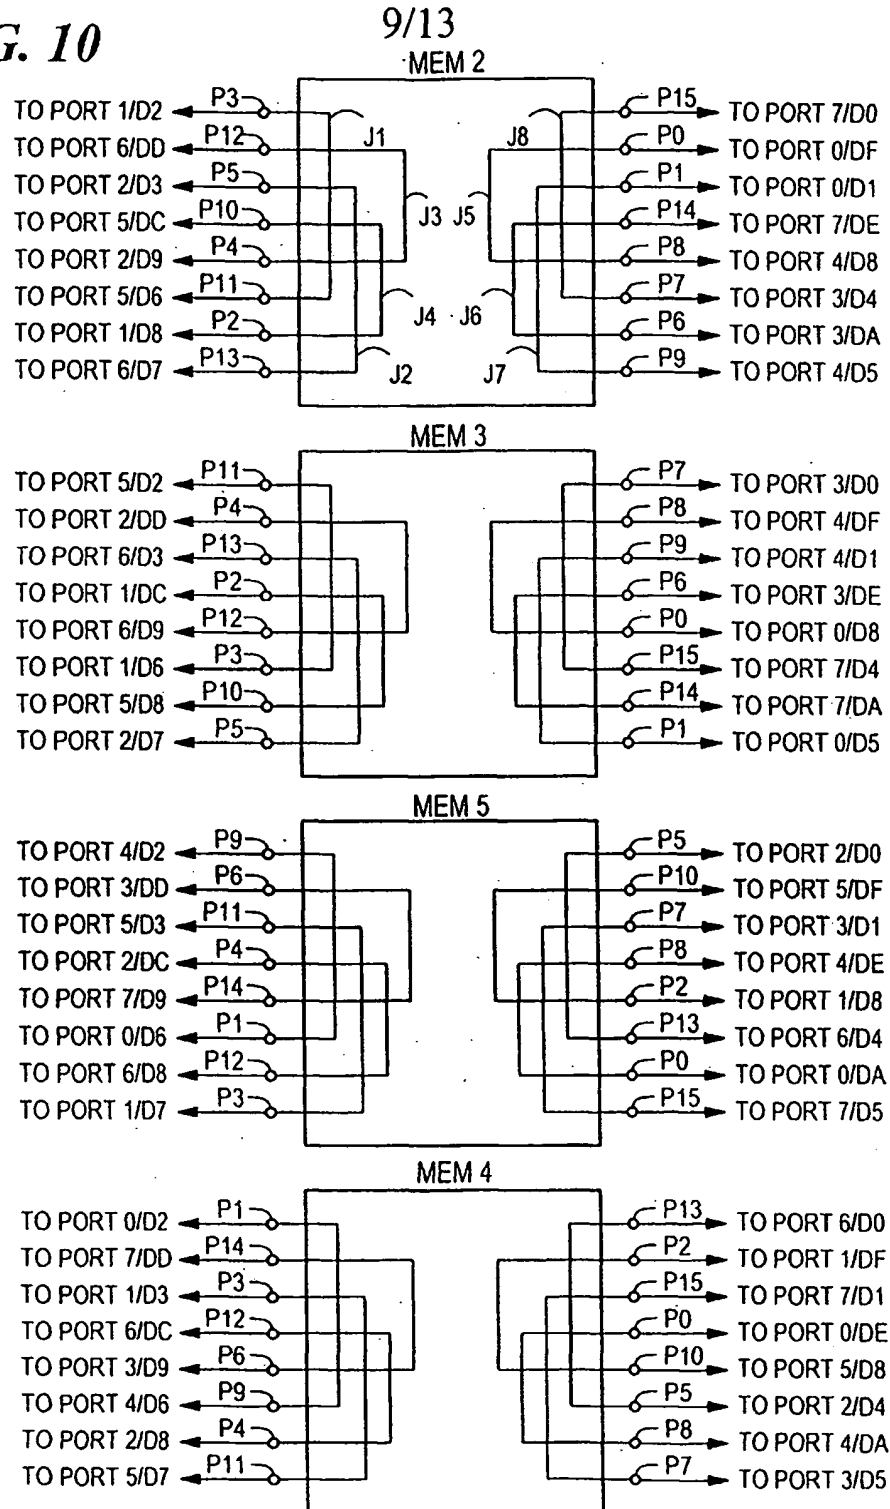 G. 10
9/13
MEM 2
TO PORT 1/D2 P3 P15 TO PORT 7/D0
J1 J8
TO PORT 6/DD P12 P0 TO PORT 0/DF
TO PORT 2/D3 P5 P1 TO PORT 0/D1
TO PORT 5/DC P10 J3 J5 P14 TO PORT 7/DE
TO PORT 2/D9 P4 P8 TO PORT 4/D8
TO PORT 5/D6 P11 P7 TO PORT 3/D4
J4 J6
TO PORT 1/D8 P2 P6 TO PORT 3/DA
TO PORT 6/D7 P13 J2 J7 P9 TO PORT 4/D5
MEM 3
TO PORT 5/D2 P11 P7 TO PORT 3/D0
TO PORT 2/DD P4 P8 TO PORT 4/DF
TO PORT 6/D3 P13 P9 TO PORT 4/D1
TO PORT 1/DC P2 P6 TO PORT 3/DE
TO PORT 6/D9 P12 P0 TO PORT 0/D8
TO PORT 1/D6 P3 P15 TO PORT 7/D4
TO PORT 5/D8 P10 P14 TO PORT 7/DA
TO PORT 2/D7 P5 P1 TO PORT 0/D5
MEM 5
TO PORT 4/D2 P9 P5 TO PORT 2/D0
TO PORT 3/DD P6 P10 TO PORT 5/DF
TO PORT 5/D3 P11 P7 TO PORT 3/D1
TO PORT 2/DC P4 P8 TO PORT 4/DE
TO PORT 7/D9 P14 P2 TO PORT 1/D8
TO PORT 0/D6 P1 P13 TO PORT 6/D4
TO PORT 6/D8 P12 P0 TO PORT 0/DA
TO PORT 1/D7 P3 P15 TO PORT 7/D5
MEM 4
TO PORT 0/D2 P1 P13 TO PORT 6/D0
TO PORT 7/DD P14 P2 TO PORT 1/DF
TO PORT 1/D3 P3 P15 TO PORT 7/D1
TO PORT 6/DC P12 P0 TO PORT 0/DE
TO PORT 3/D9 P6 P10 TO PORT 5/D8
TO PORT 4/D6 P9 P5 TO PORT 2/D4
TO PORT 2/D8 P4 P8 TO PORT 4/DA
TO PORT 5/D7 P11 P7 TO PORT 3/D5